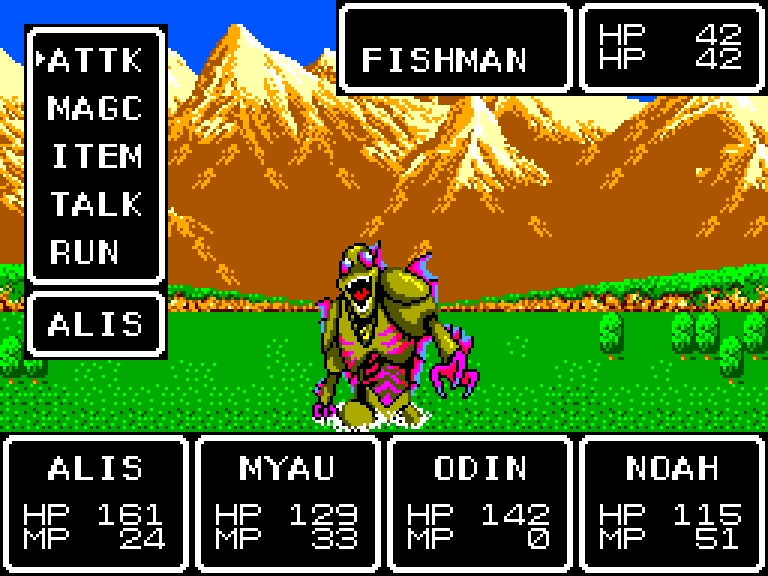 ATTK
MAGC
ITEM
TALK
RUN
ALIS
FISHMAN
HP 42
HP 42
ALIS
HP 161
MP 24
MYAU
HP 129
MP 33
ODIN
HP 142
MP 0
NOAH
HP 115
MP 51